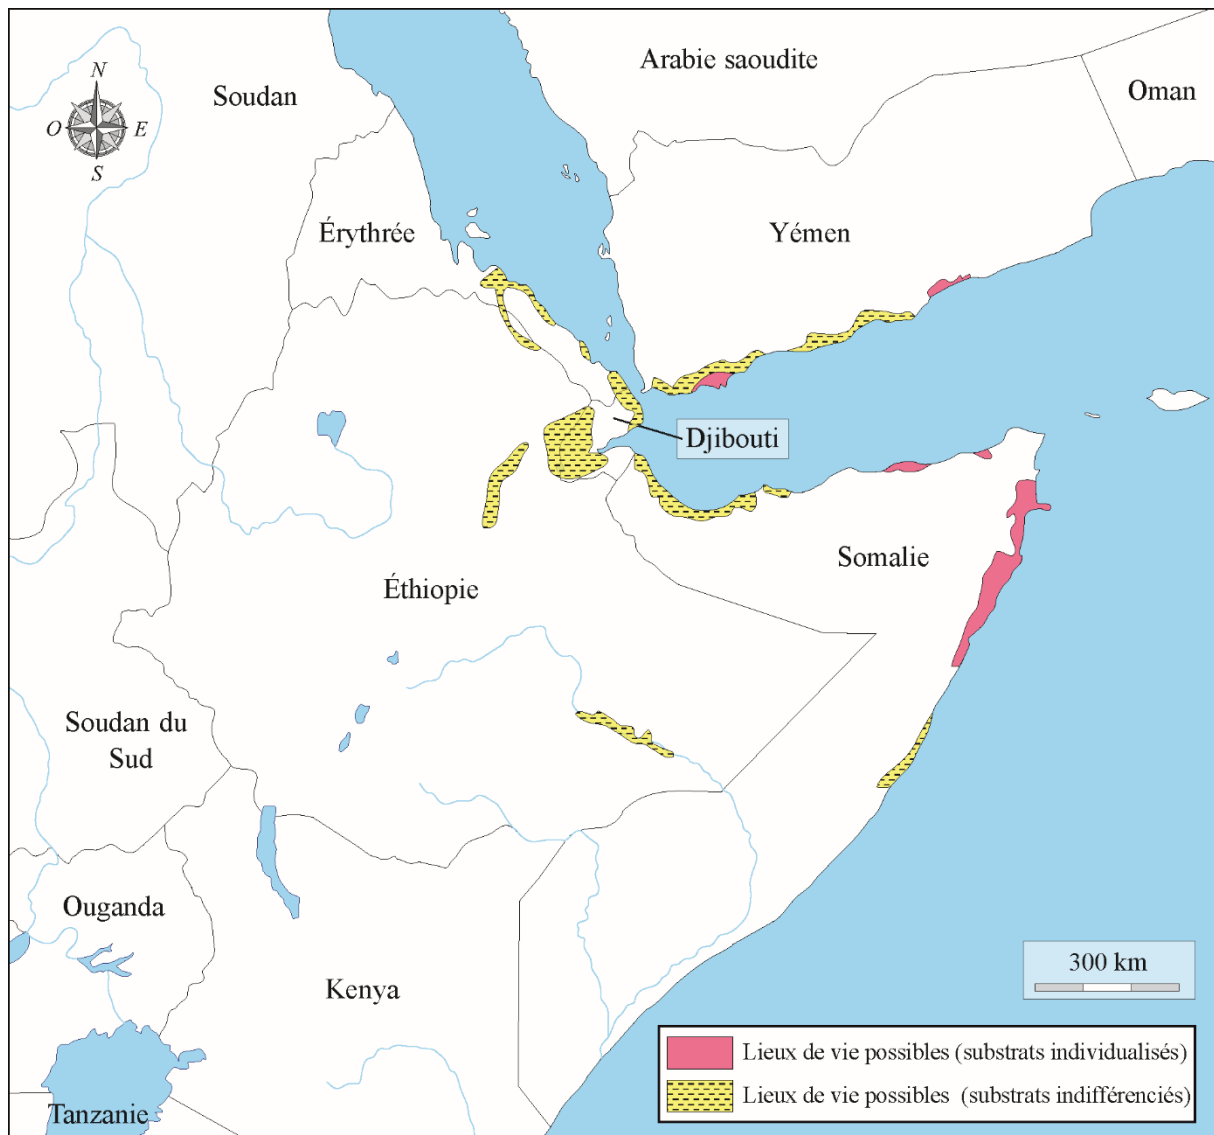 Arabie saoudite
Oman
Soudan
N
O
E
S
Érythrée
Yémen
Djibouti
Somalie
Éthiopie
Soudan du
Sud
Ouganda
Kenya
300 km
Tanzanie
Lieux de vie possibles (substrats individualisés)
Lieux de vie possibles (substrats indifférenciés)